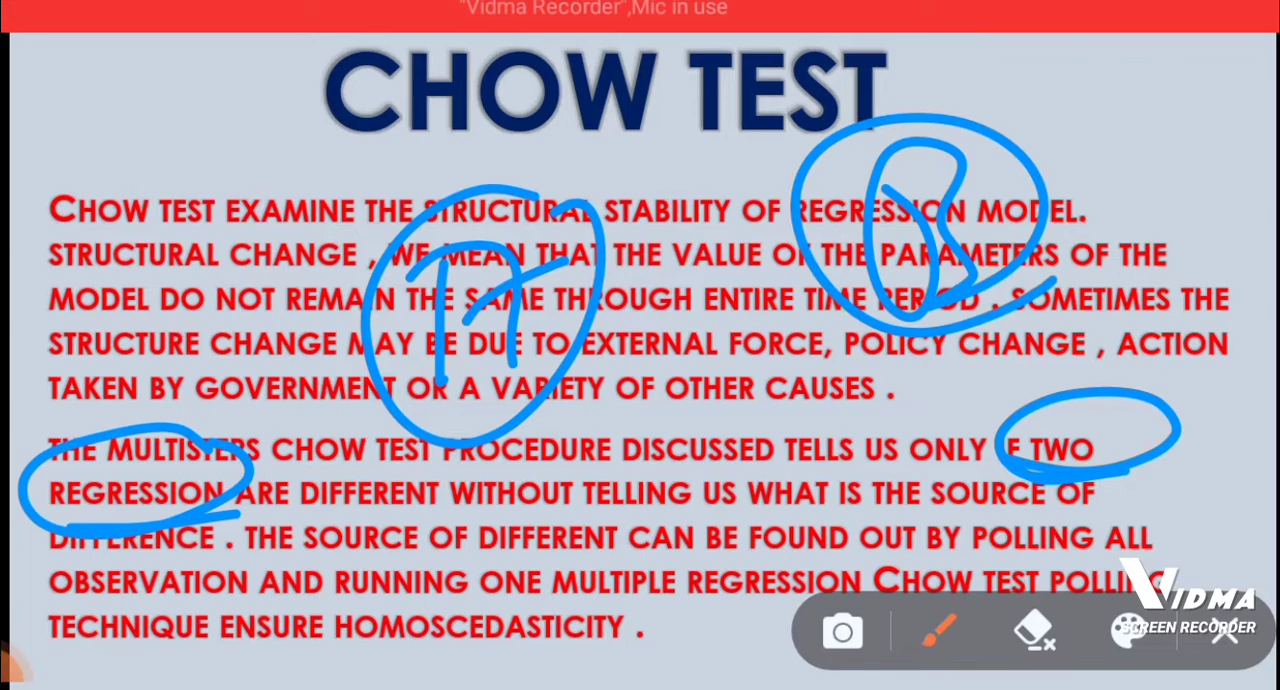 "Vidma Recorder",Mic in use
CHOW TEST
CHOW TEST EXAMINE THE STRUCTURAL STABILITY OF REGRESSION MODEL.
STRUCTURAL CHANGE , WE MEAN THAT THE VALUE OF THE PARAMETERS OF THE
MODEL DO NOT REMAIN THE SAME THROUGH ENTIRE TIME PERIOD . SOMETIMES THE
STRUCTURE CHANGE MAY BE DUE TO EXTERNAL FORCE, POLICY CHANGE , ACTION
TAKEN BY GOVERNMENT OR A VARIETY OF OTHER CAUSES .
THE MULTISTEPS CHOW TEST PROCEDURE DISCUSSED TELLS US ONLY IF TWO
REGRESSION ARE DIFFERENT WITHOUT TELLING US WHAT IS THE SOURCE OF
DIFFERENCE . THE SOURCE OF DIFFERENT CAN BE FOUND OUT BY POLLING ALL
OBSERVATION AND RUNNING ONE MULTIPLE REGRESSION CHOW TEST POLLING
TECHNIQUE ENSURE HOMOSCEDASTICITY .
VIDMA
SCREEN RECORDER